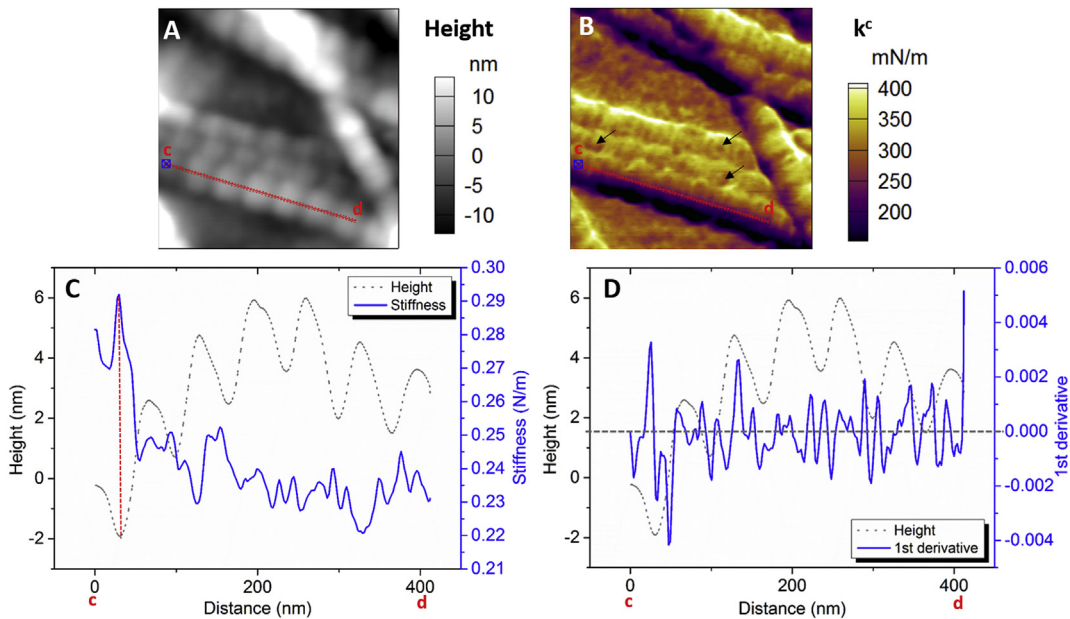 A
Height
nm
10
5
0
-5
-10
c
d
B
kᶜ
mN/m
400
350
300
250
200
c
d
C
Height
Stiffness
6
4
2
0
-2
Height (nm)
0.30
0.29
0.28
0.27
0.26
0.25
0.24
0.23
0.22
0.21
Stiffness (N/m)
0
200
400
c
d
Distance (nm)
D
6
4
2
0
-2
Height (nm)
0.006
0.004
0.002
0.000
-0.002
-0.004
1st derivative
Height
1st derivative
0
200
400
c
d
Distance (nm)